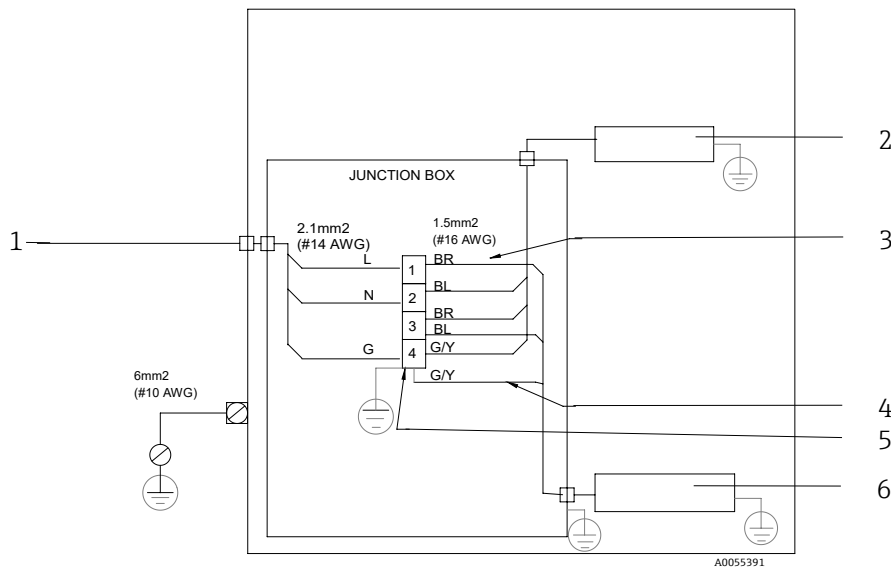 2
JUNCTION BOX
1
2.1mm2
(#14 AWG)
1.5mm2
(#16 AWG)
3
L
1
BR
N
2
BL
3
BR
BL
G
4
G/Y
G/Y
6mm2
(#10 AWG)
4
5
6
A0055391